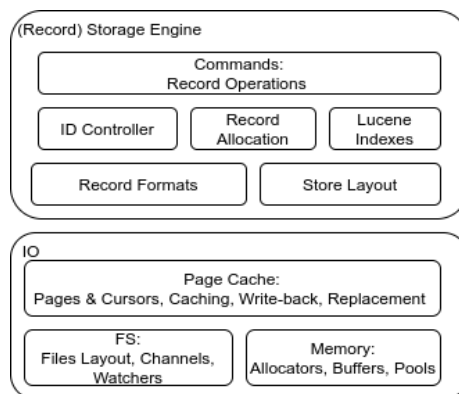 (Record) Storage Engine
Commands:
Record Operations
ID Controller
Record
Allocation
Lucene
Indexes
Record Formats
Store Layout
IO
Page Cache:
Pages & Cursors, Caching, Write-back, Replacement
FS:
Files Layout, Channels,
Watchers
Memory:
Allocators, Buffers, Pools